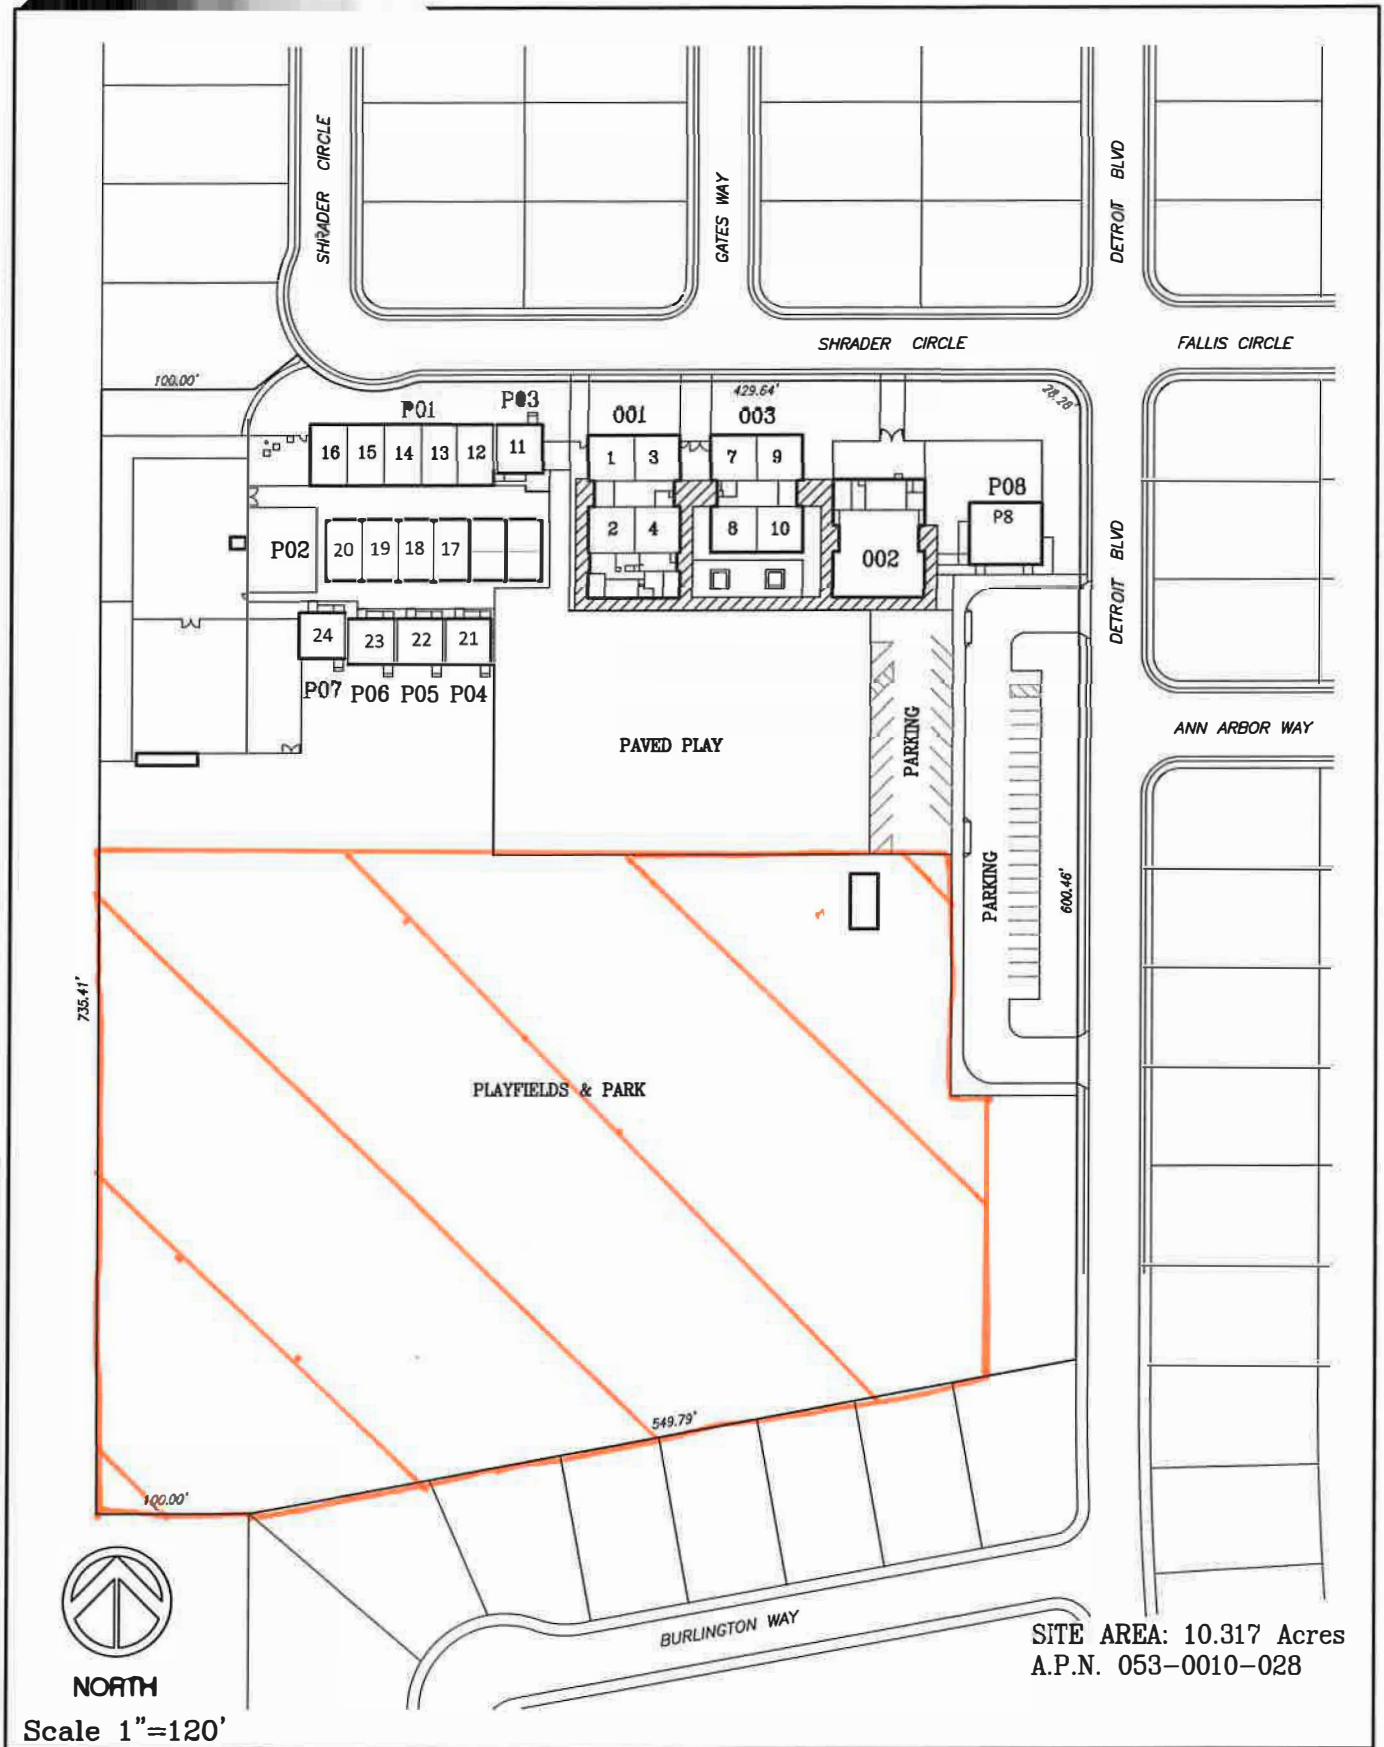 SHRADER CIRCLE
GATES WAY
DETROIT BLVD
SHRADER CIRCLE
FALLIS CIRCLE
100.00'
429.64'
28.28'
P01
P03
001
003
16 15 14 13 12 11
1 3
7 9
P08
P8
2 4
8 10
002
P02
20 19 18 17
DETROIT BLVD
24 23 22 21
P07 P06 P05 P04
PAVED PLAY
PARKING
ANN ARBOR WAY
PARKING
600.46'
735.41'
PLAYFIELDS & PARK
549.79'
100.00'
BURLINGTON WAY
NORTH
Scale 1"=120'
SITE AREA: 10.317 Acres
A.P.N. 053-0010-028